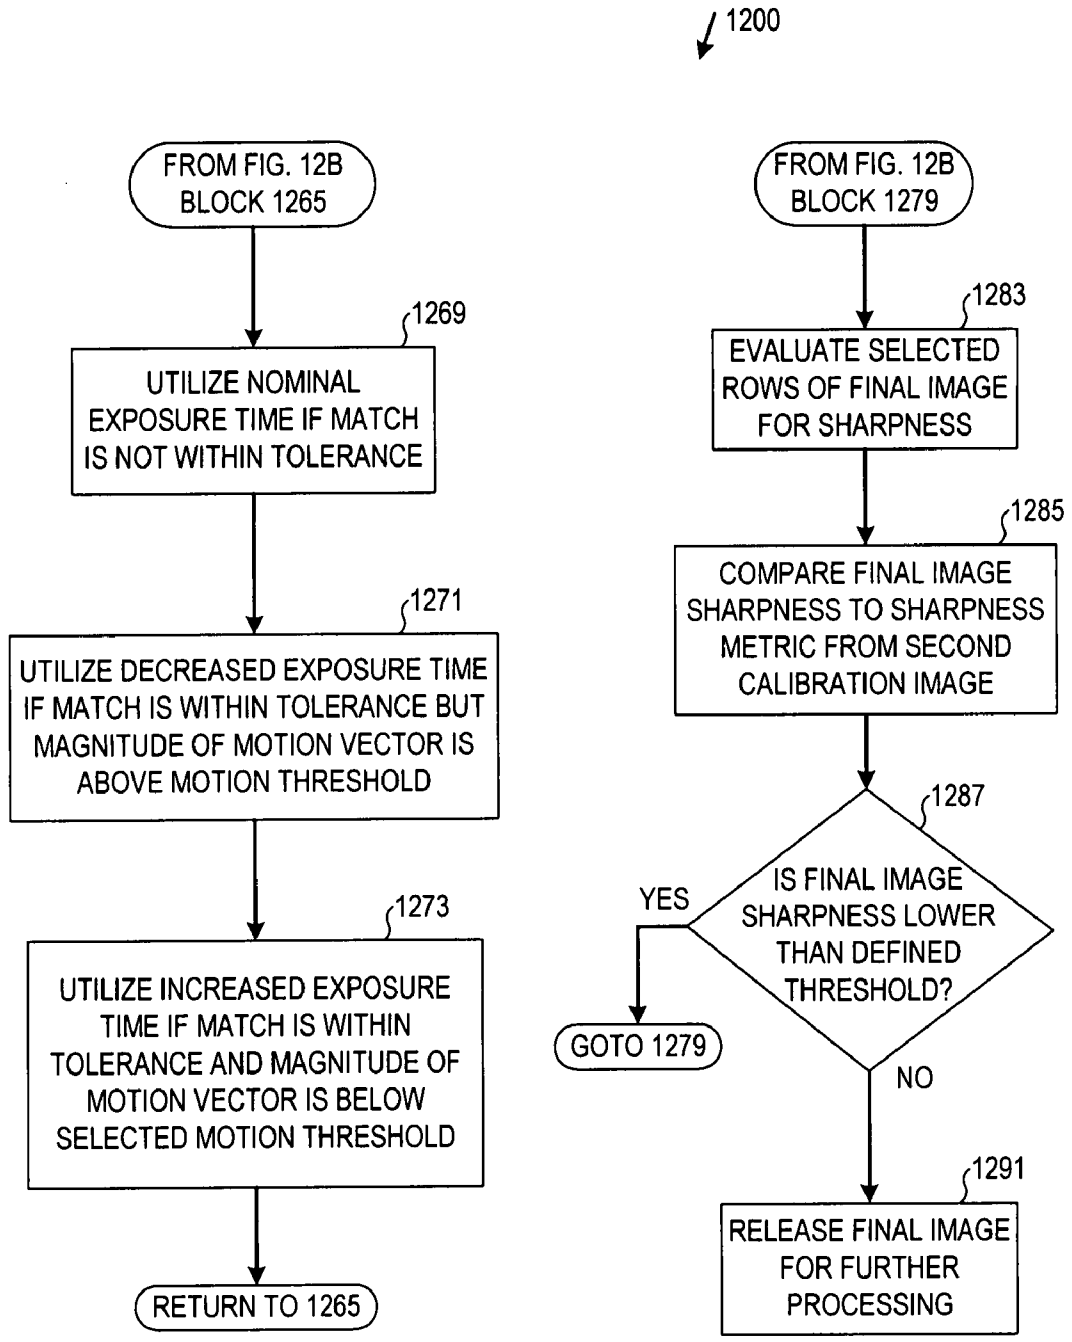 1200
FROM FIG. 12B
BLOCK 1265
1269
UTILIZE NOMINAL
EXPOSURE TIME IF MATCH
IS NOT WITHIN TOLERANCE
1271
UTILIZE DECREASED EXPOSURE TIME
IF MATCH IS WITHIN TOLERANCE BUT
MAGNITUDE OF MOTION VECTOR IS
ABOVE MOTION THRESHOLD
1273
UTILIZE INCREASED EXPOSURE
TIME IF MATCH IS WITHIN
TOLERANCE AND MAGNITUDE OF
MOTION VECTOR IS BELOW
SELECTED MOTION THRESHOLD
RETURN TO 1265
FROM FIG. 12B
BLOCK 1279
1283
EVALUATE SELECTED
ROWS OF FINAL IMAGE
FOR SHARPNESS
1285
COMPARE FINAL IMAGE
SHARPNESS TO SHARPNESS
METRIC FROM SECOND
CALIBRATION IMAGE
1287
IS FINAL IMAGE
SHARPNESS LOWER
THAN DEFINED
THRESHOLD?
YES
GOTO 1279
NO
1291
RELEASE FINAL IMAGE
FOR FURTHER
PROCESSING